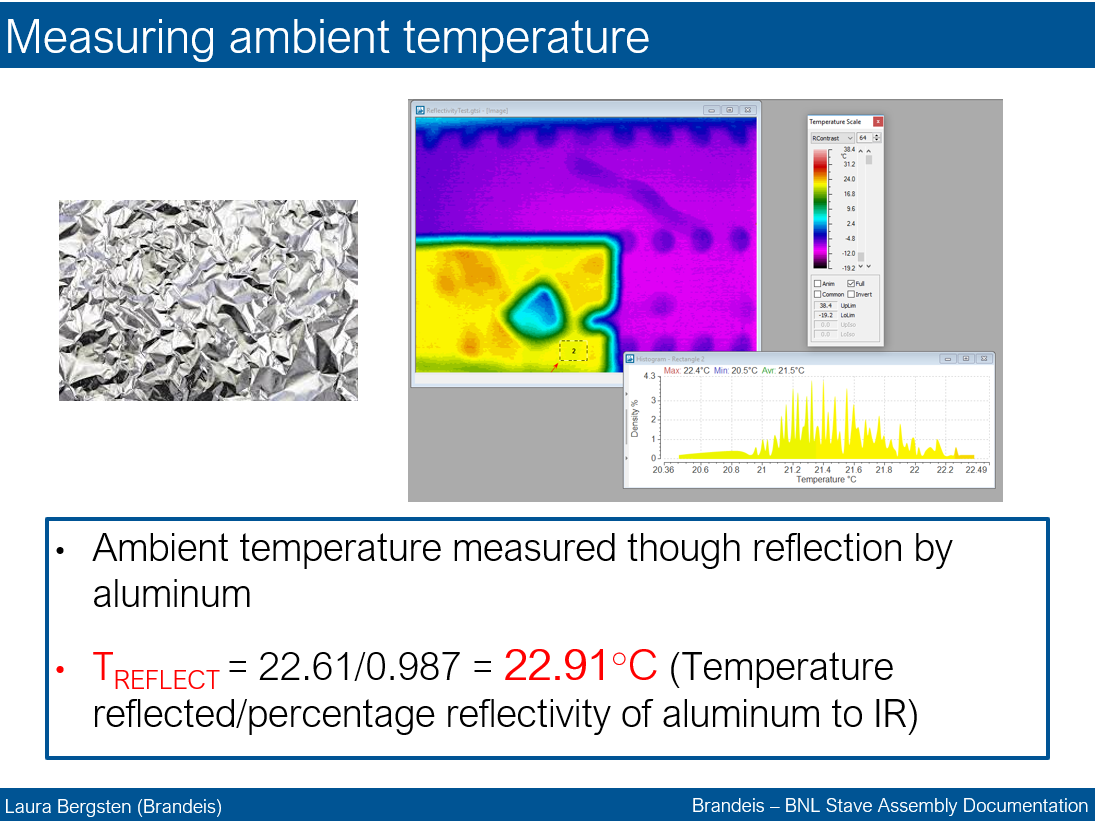 Measuring ambient temperature
ReflectivityTest.gtsi - [Image]
Temperature Scale
RContrast 64
38.4
°C
31.2
24.0
16.8
9.6
2.4
-4.8
-12.0
-19.2
Anim Full
Common Invert
38.4 UpLim
-19.2 LoLim
0.0 UpIso
0.0 LoIso
2
Histogram - Rectangle 2
Max: 22.4°C Min: 20.5°C Avr: 21.5°C
4.3
3
2
1
0
Density %
20.36 20.6 20.8 21 21.2 21.4 21.6 21.8 22 22.2 22.49
Temperature °C
• Ambient temperature measured though reflection by
aluminum
• TREFLECT = 22.61/0.987 = 22.91°C (Temperature
reflected/percentage reflectivity of aluminum to IR)
Laura Bergsten (Brandeis)
Brandeis – BNL Stave Assembly Documentation